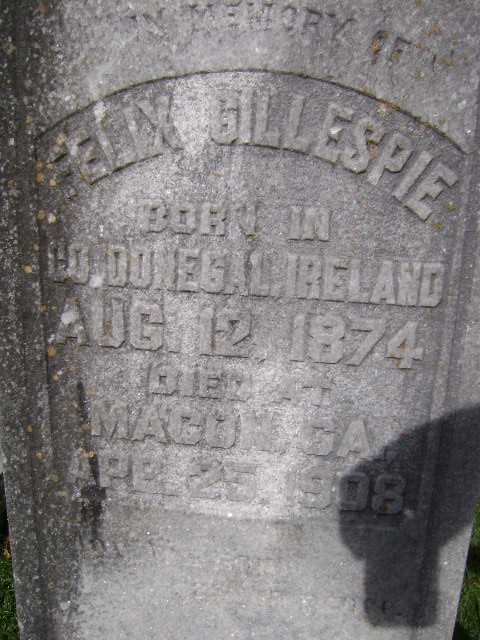 IN MEMORY OF
FELIX GILLESPIE
BORN IN
CO. DONEGAL, IRELAND
AUG. 12, 1874
DIED AT
MACON, GA.
APR. 25, 1908